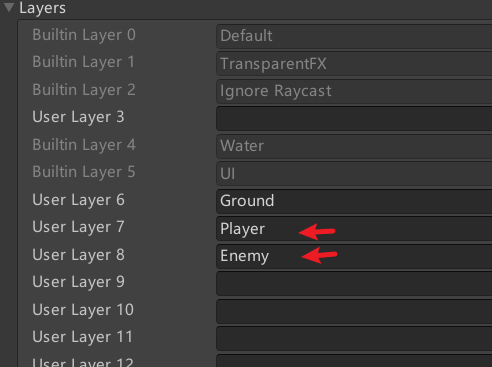 Layers
Builtin Layer 0 Default
Builtin Layer 1 TransparentFX
Builtin Layer 2 Ignore Raycast
User Layer 3
Builtin Layer 4 Water
Builtin Layer 5 UI
User Layer 6 Ground
User Layer 7 Player
User Layer 8 Enemy
User Layer 9
User Layer 10
User Layer 11
User Layer 12